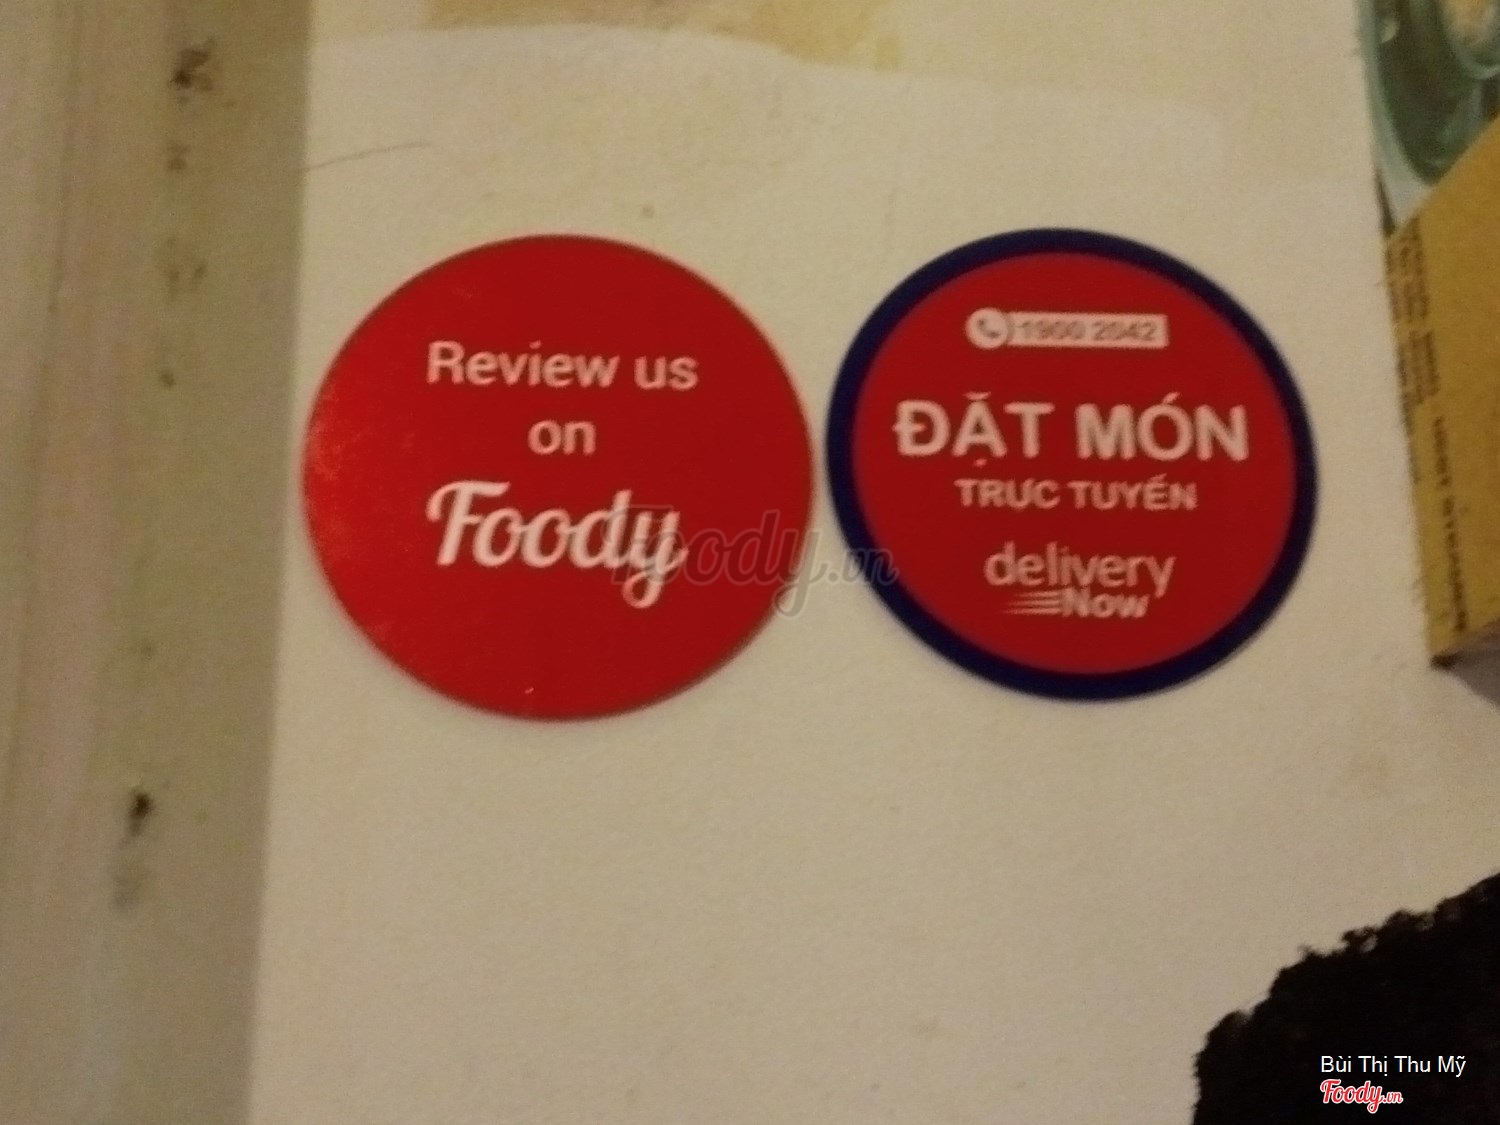 Review us
on
Foody
1900 2042
ĐẶT MÓN
TRỰC TUYẾN
delivery
Now
Foody.vn
Bùi Thị Thu Mỹ
Foody.vn